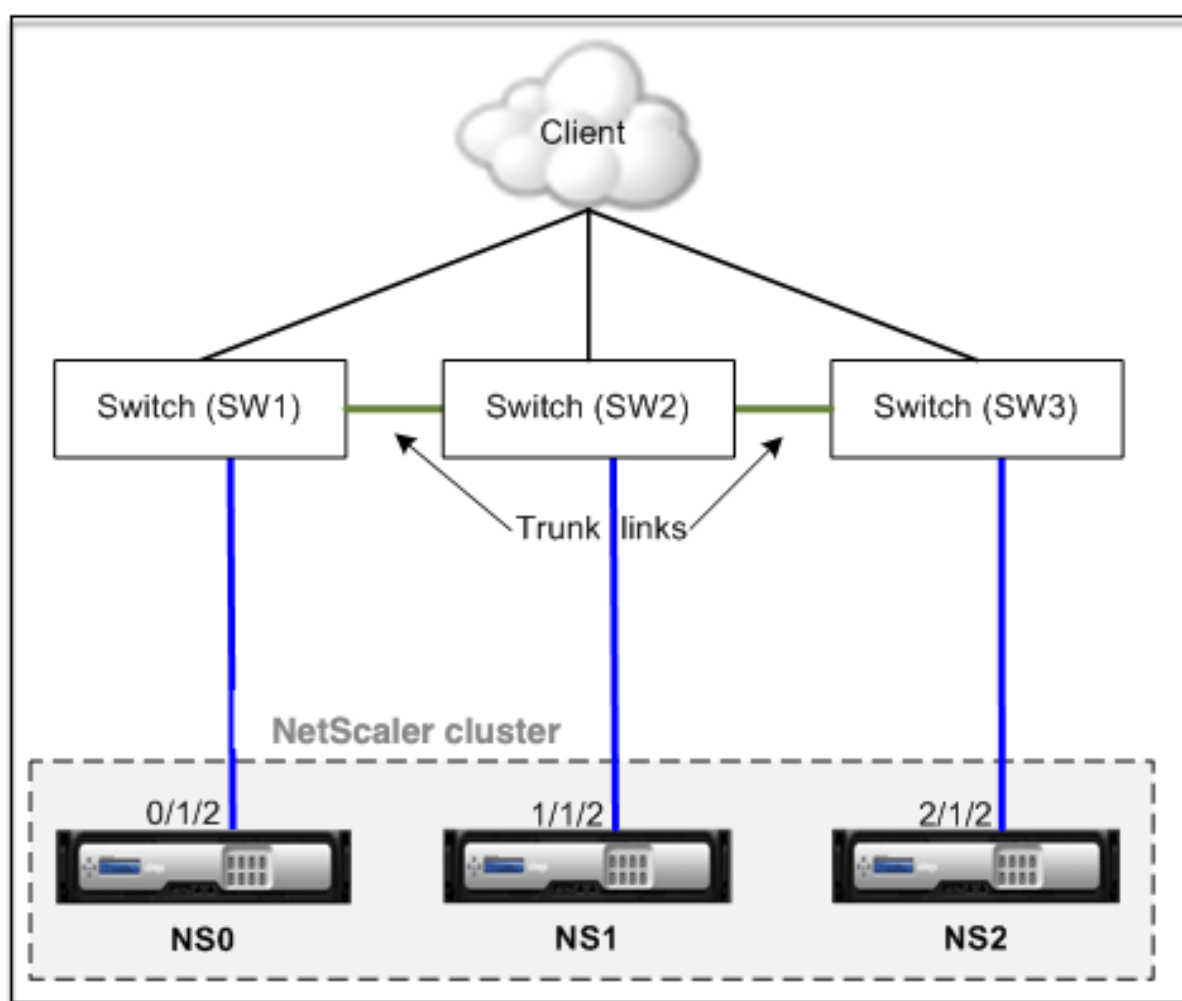 Client
Switch (SW1)
Switch (SW2)
Switch (SW3)
Trunk links
NetScaler cluster
0/1/2
1/1/2
2/1/2
NS0
NS1
NS2